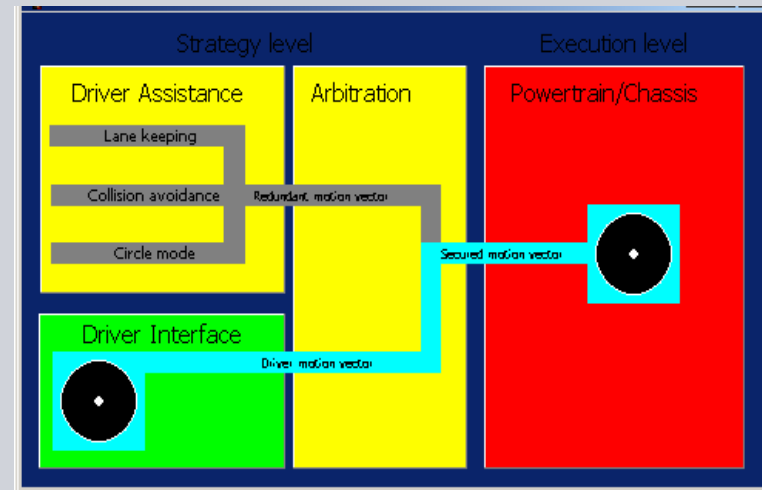 Strategy level
Execution level
Driver Assistance
Arbitration
Powertrain/Chassis
Lane keeping
Collision avoidance
Redundant motion vector
Circle mode
Secured motion vector
Driver Interface
Driver motion vector